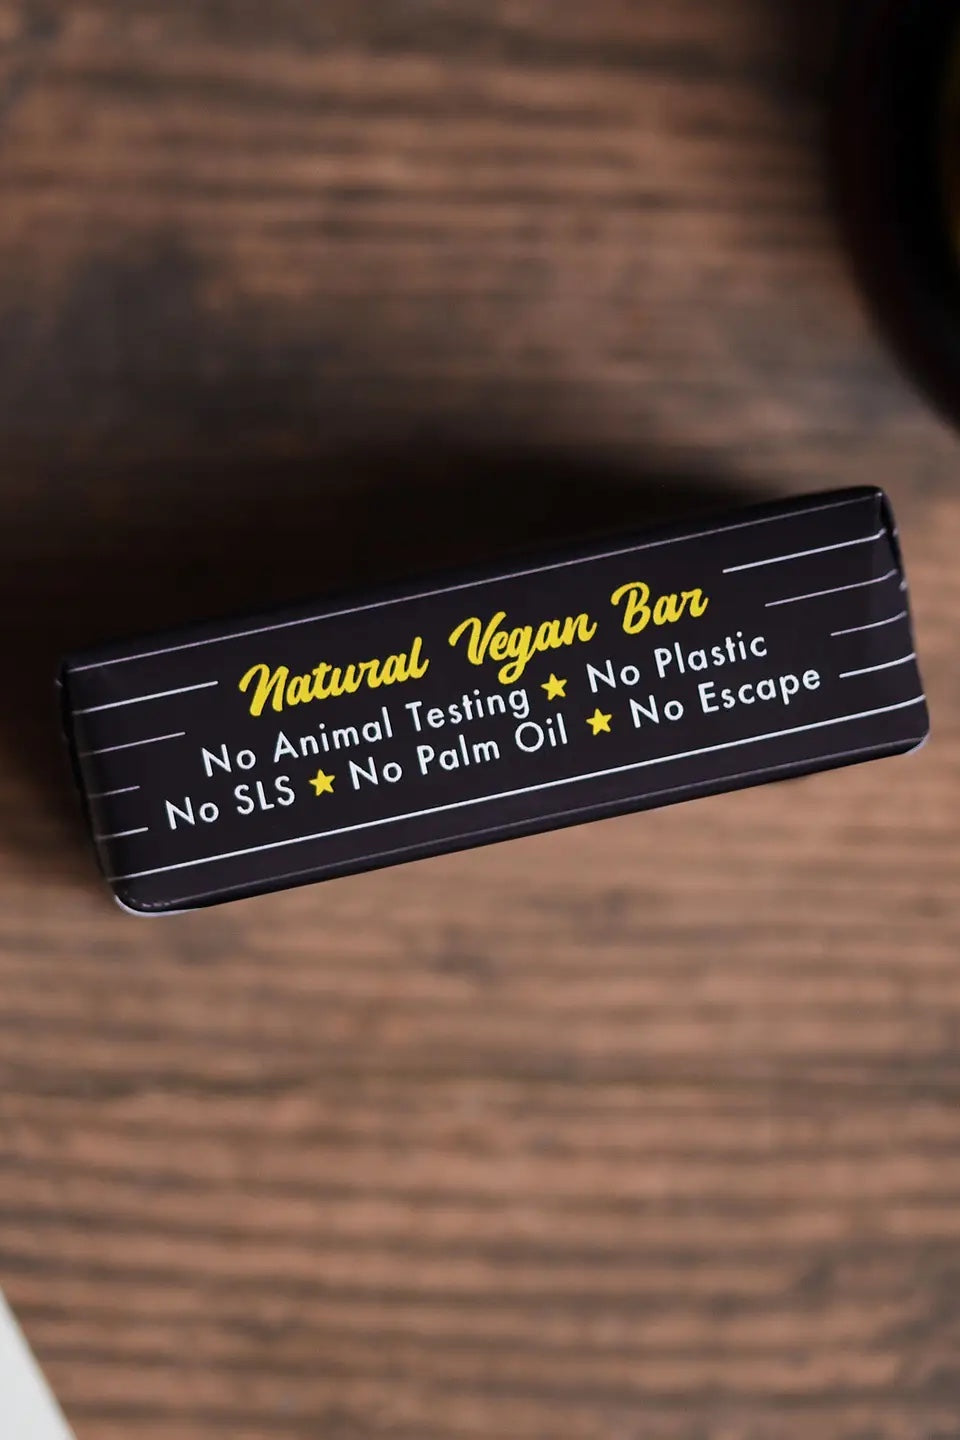 Natural Vegan Bar
No Animal Testing ★ No Plastic
No SLS ★ No Palm Oil ★ No Escape